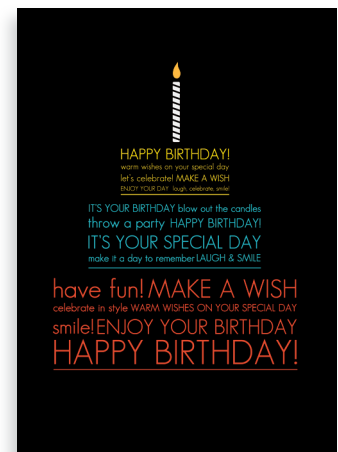 HAPPY BIRTHDAY!
warm wishes on your special day
let's celebrate! MAKE A WISH
ENJOY YOUR DAY laugh, celebrate, smile!
IT'S YOUR BIRTHDAY blow out the candles
throw a party HAPPY BIRTHDAY!
IT'S YOUR SPECIAL DAY
make it a day to remember LAUGH & SMILE
have fun! MAKE A WISH
celebrate in style WARM WISHES ON YOUR SPECIAL DAY
smile! ENJOY YOUR BIRTHDAY
HAPPY BIRTHDAY!